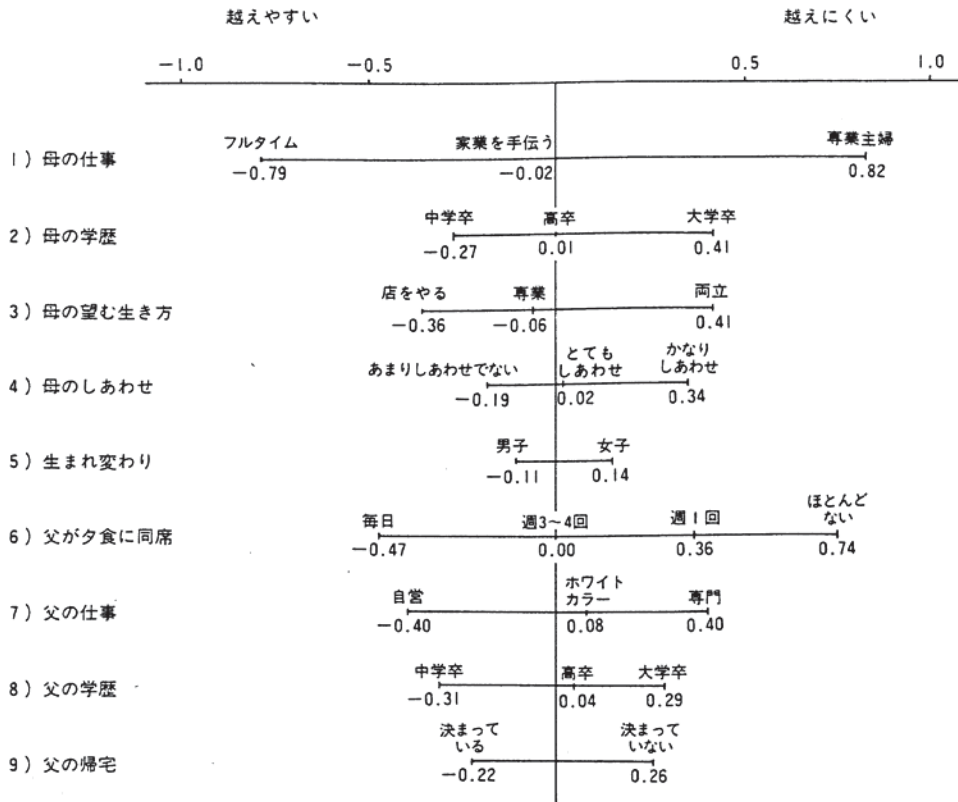 越えやすい 越えにくい
−1.0 −0.5 0.5 1.0
1) 母の仕事 フルタイム 家業を手伝う 専業主婦
−0.79 −0.02 0.82
2) 母の学歴 中学卒 高卒 大学卒
−0.27 0.01 0.41
3) 母の望む生き方 店をやる 専業 両立
−0.36 −0.06 0.41
4) 母のしあわせ あまりしあわせでない とても しあわせ かなり しあわせ
−0.19 0.02 0.34
5) 生まれ変わり 男子 女子
−0.11 0.14
6) 父が夕食に同席 毎日 週3〜4回 週1回 ほとんど ない
−0.47 0.00 0.36 0.74
7) 父の仕事 自営 ホワイト カラー 専門
−0.40 0.08 0.40
8) 父の学歴 中学卒 高卒 大学卒
−0.31 0.04 0.29
9) 父の帰宅 決まって いる 決まって いない
−0.22 0.26